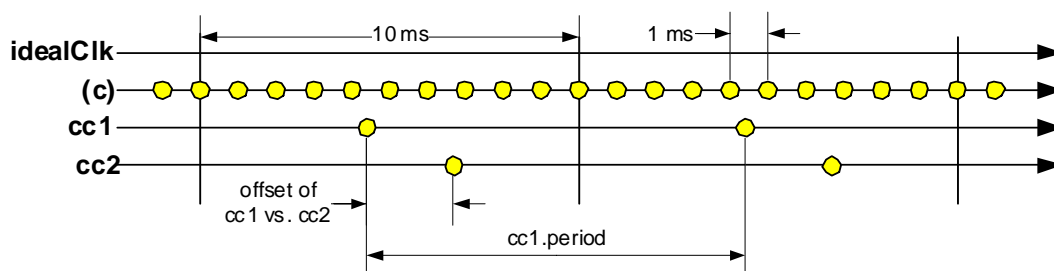 10 ms
1 ms
idealClk
(c)
cc1
cc2
offset of
cc1 vs. cc2
cc1.period